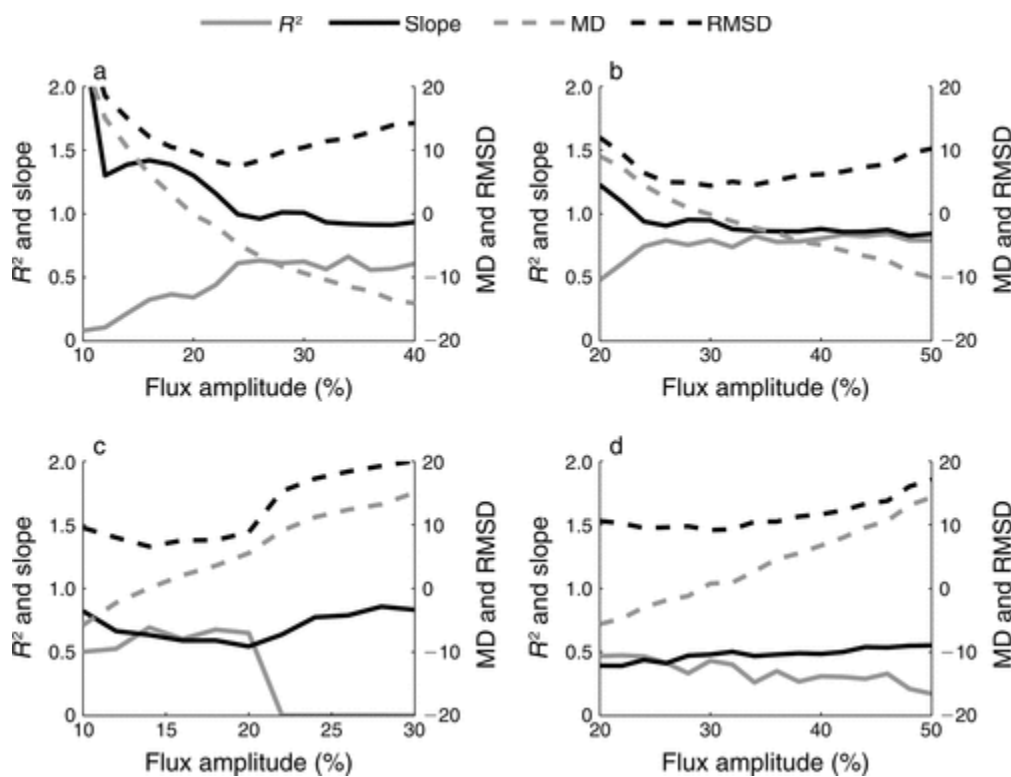 R² Slope MD RMSD
a b
2.0 20 2.0 20
1.5 10 1.5 10
1.0 0 1.0 0
0.5 −10 0.5 −10
0 −20 0 −20
R² and slope MD and RMSD R² and slope MD and RMSD
10 20 30 40 20 30 40 50
Flux amplitude (%) Flux amplitude (%)
c d
2.0 20 2.0 20
1.5 10 1.5 10
1.0 0 1.0 0
0.5 −10 0.5 −10
0 −20 0 −20
R² and slope MD and RMSD R² and slope MD and RMSD
10 15 20 25 30 20 30 40 50
Flux amplitude (%) Flux amplitude (%)